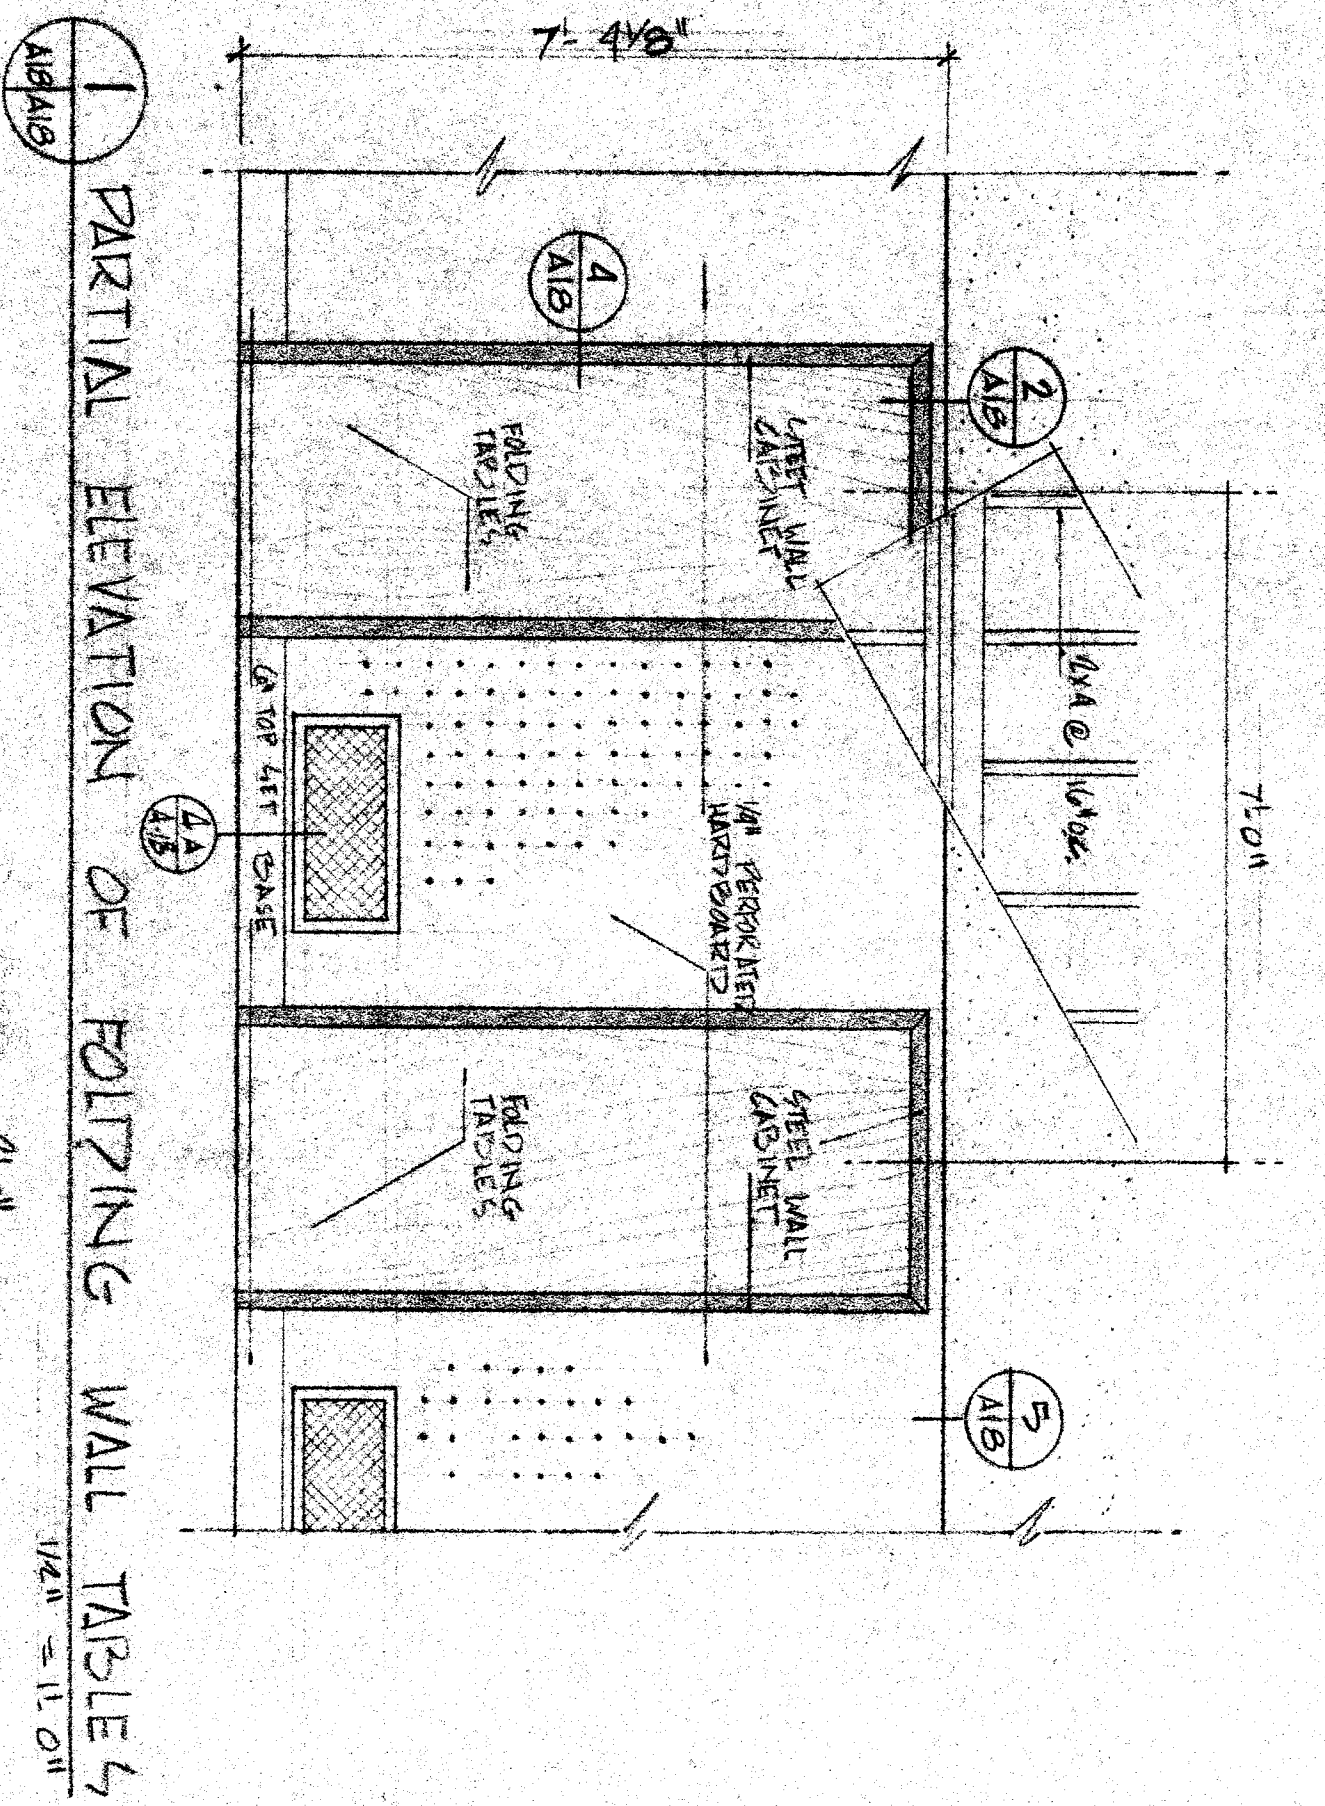 7'-0"
2x4 @ 16" o.c.
2
A18
5
A18
STEEL WALL
CABINET
STEEL WALL
CABINET
1/4" PERFORATED
HARDBOARD
7'-4 1/8"
4
A18
FOLDING
TABLES
FOLDING
TABLES
6" TOP SET BASE
4A
A18
1
A18 A18
PARTIAL ELEVATION OF FOLDING WALL TABLES
1/2" = 1'-0"